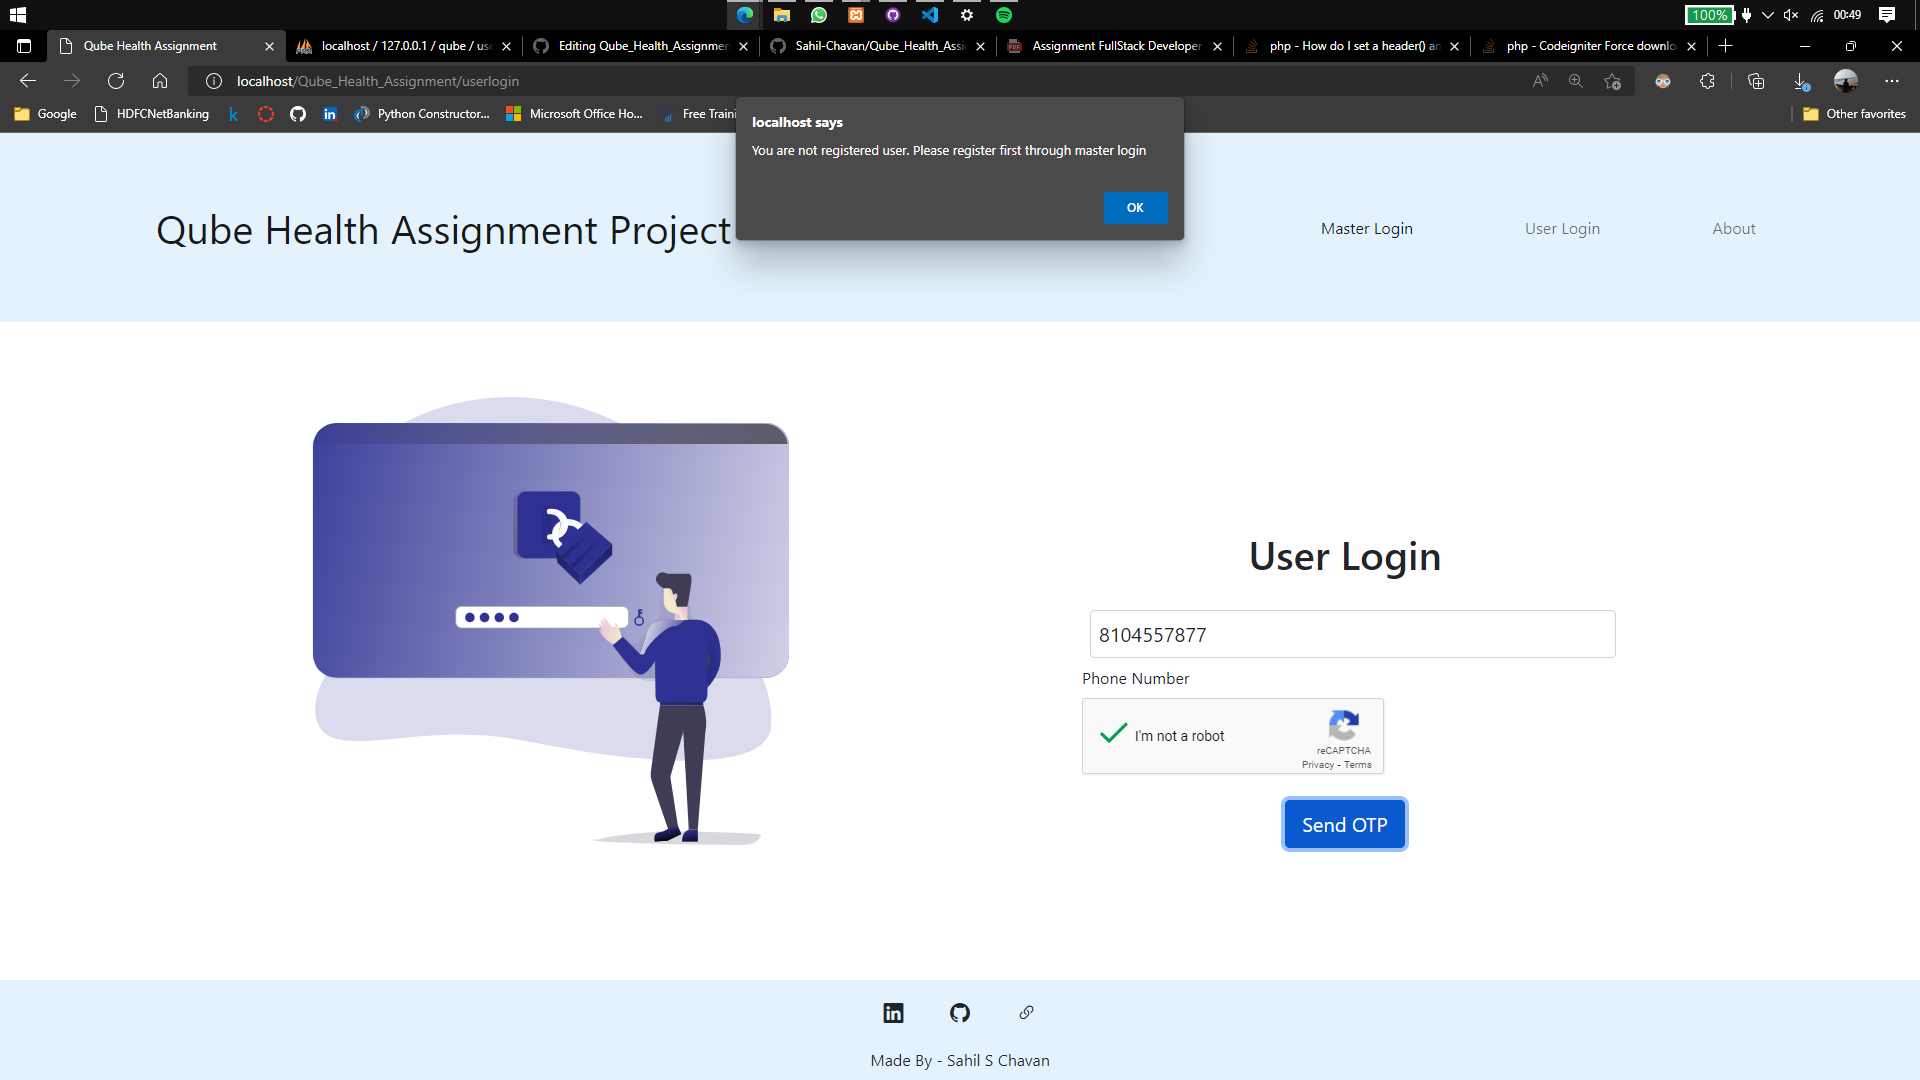 100% 00:49
Qube Health Assignment
localhost / 127.0.0.1 / qube / use
Editing Qube_Health_Assignmen
Sahil-Chavan/Qube_Health_Assi
Assignment FullStack Developer
php - How do I set a header() an
php - Codeigniter Force downlo
localhost/Qube_Health_Assignment/userlogin
Google HDFCNetBanking Python Constructor... Microsoft Office Ho... Free Traini Other favorites
localhost says
You are not registered user. Please register first through master login
OK
Qube Health Assignment Project
Master Login User Login About
User Login
8104557877
Phone Number
I'm not a robot
reCAPTCHA
Privacy - Terms
Send OTP
Made By - Sahil S Chavan